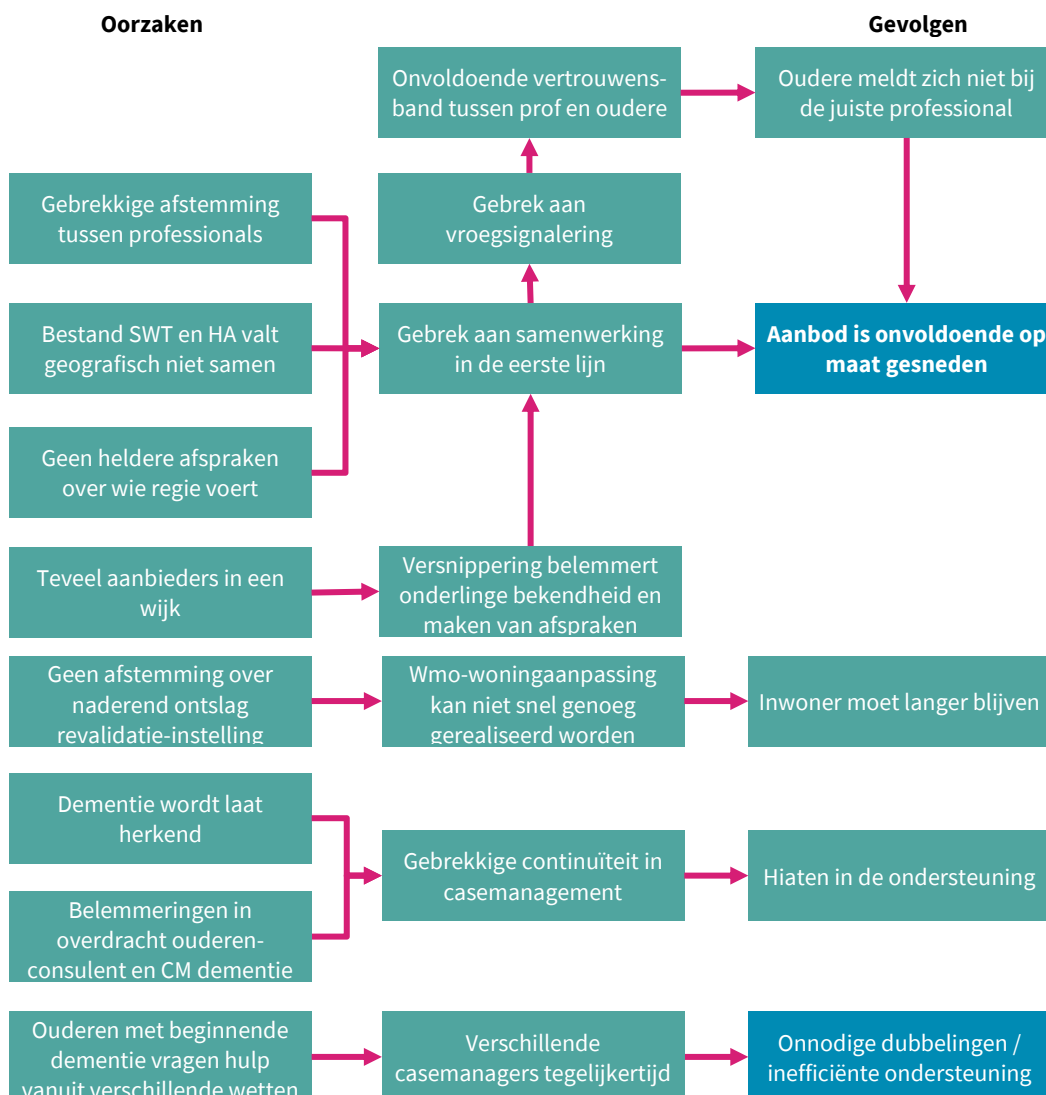 Oorzaken
Gevolgen
Onvoldoende vertrouwens-
band tussen prof en oudere
Oudere meldt zich niet bij
de juiste professional
Gebrekkige afstemming
tussen professionals
Gebrek aan
vroegsignalering
Bestand SWT en HA valt
geografisch niet samen
Gebrek aan samenwerking
in de eerste lijn
Aanbod is onvoldoende op
maat gesneden
Geen heldere afspraken
over wie regie voert
Teveel aanbieders in een
wijk
Versnippering belemmert
onderlinge bekendheid en
maken van afspraken
Geen afstemming over
naderend ontslag
revalidatie-instelling
Wmo-woningaanpassing
kan niet snel genoeg
gerealiseerd worden
Inwoner moet langer blijven
Dementie wordt laat
herkend
Gebrekkige continuïteit in
casemanagement
Hiaten in de ondersteuning
Belemmeringen in
overdracht ouderen-
consulent en CM dementie
Ouderen met beginnende
dementie vragen hulp
vanuit verschillende wetten
Verschillende
casemanagers tegelijkertijd
Onnodige dubbelingen /
inefficiënte ondersteuning